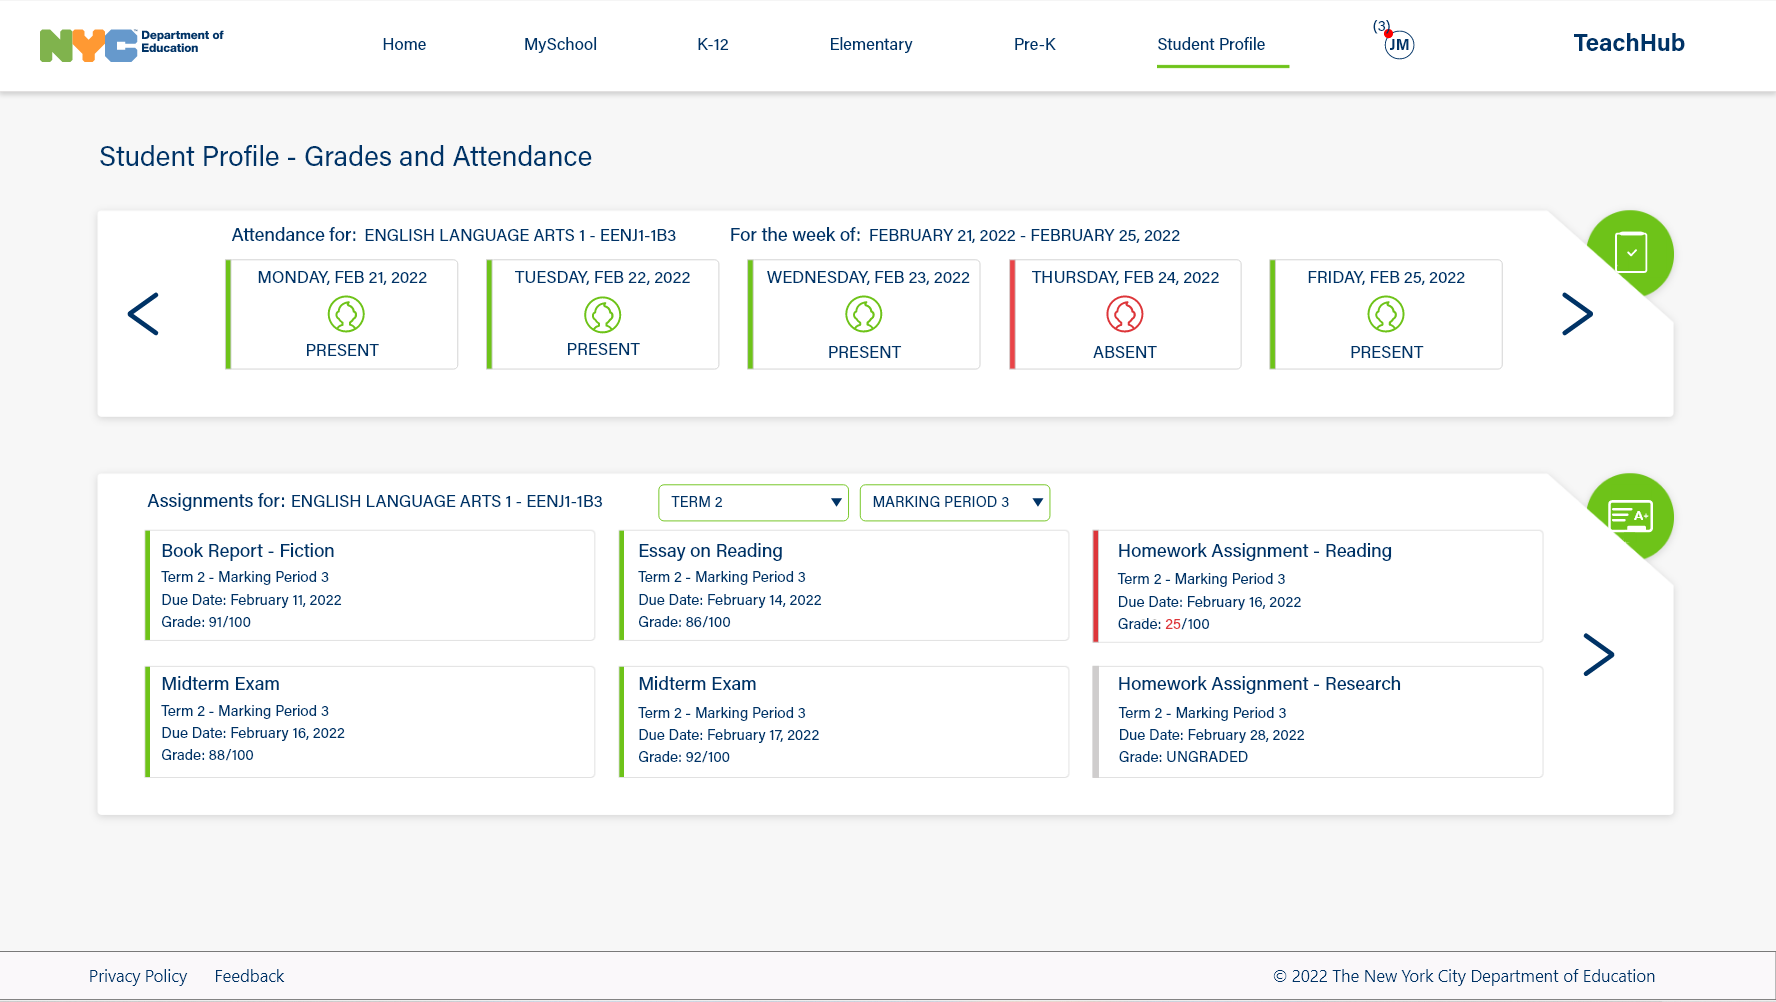 NYC Department of
Education
Home
MySchool
K-12
Elementary
Pre-K
Student Profile
(3)
JM
TeachHub
Student Profile - Grades and Attendance
Attendance for: ENGLISH LANGUAGE ARTS 1 - EENJ1-1B3
For the week of: FEBRUARY 21, 2022 - FEBRUARY 25, 2022
MONDAY, FEB 21, 2022
PRESENT
TUESDAY, FEB 22, 2022
PRESENT
WEDNESDAY, FEB 23, 2022
PRESENT
THURSDAY, FEB 24, 2022
ABSENT
FRIDAY, FEB 25, 2022
PRESENT
Assignments for: ENGLISH LANGUAGE ARTS 1 - EENJ1-1B3
TERM 2
MARKING PERIOD 3
A+
Book Report - Fiction
Term 2 - Marking Period 3
Due Date: February 11, 2022
Grade: 91/100
Essay on Reading
Term 2 - Marking Period 3
Due Date: February 14, 2022
Grade: 86/100
Homework Assignment - Reading
Term 2 - Marking Period 3
Due Date: February 16, 2022
Grade: 25/100
Midterm Exam
Term 2 - Marking Period 3
Due Date: February 16, 2022
Grade: 88/100
Midterm Exam
Term 2 - Marking Period 3
Due Date: February 17, 2022
Grade: 92/100
Homework Assignment - Research
Term 2 - Marking Period 3
Due Date: February 28, 2022
Grade: UNGRADED
Privacy Policy
Feedback
© 2022 The New York City Department of Education